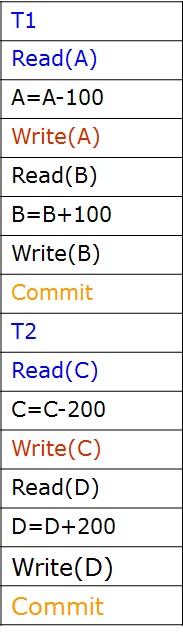 T1
Read(A)
A=A-100
Write(A)
Read(B)
B=B+100
Write(B)
Commit
T2
Read(C)
C=C-200
Write(C)
Read(D)
D=D+200
Write(D)
Commit